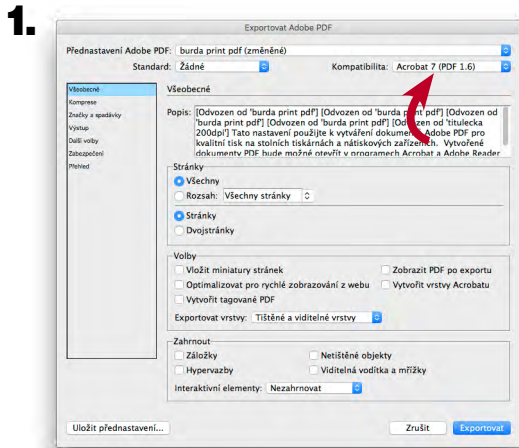 1.
Exportovat Adobe PDF
Přednastavení Adobe PDF: burda print pdf (změněné)
Standard: Žádné Kompatibilita: Acrobat 7 (PDF 1.6)
Všeobecné
Komprese
Značky a spadávky
Výstup
Další volby
Zabezpečení
Přehled
Všeobecné
Popis: [Odvozen od 'burda print pdf'] [Odvozen od 'burda print pdf'] [Odvozen od
'burda print pdf'] [Odvozen od 'burda print pdf'] [Odvozen od 'titulecka
200dpi'] Tato nastavení použijte k vytváření dokumentů Adobe PDF pro
kvalitní tisk na stolních tiskárnách a nátiskových zařízeních. Vytvořené
dokumenty PDF bude možné otevřít v programech Acrobat a Adobe Reader
Stránky
Všechny
Rozsah: Všechny stránky
Stránky
Dvojstránky
Volby
Vložit miniatury stránek Zobrazit PDF po exportu
Optimalizovat pro rychlé zobrazování z webu Vytvořit vrstvy Acrobatu
Vytvořit tagované PDF
Exportovat vrstvy: Tištěné a viditelné vrstvy
Zahrnout
Záložky Netištěné objekty
Hypervazby Viditelná vodítka a mřížky
Interaktivní elementy: Nezahrnovat
Uložit přednastavení... Zrušit Exportovat